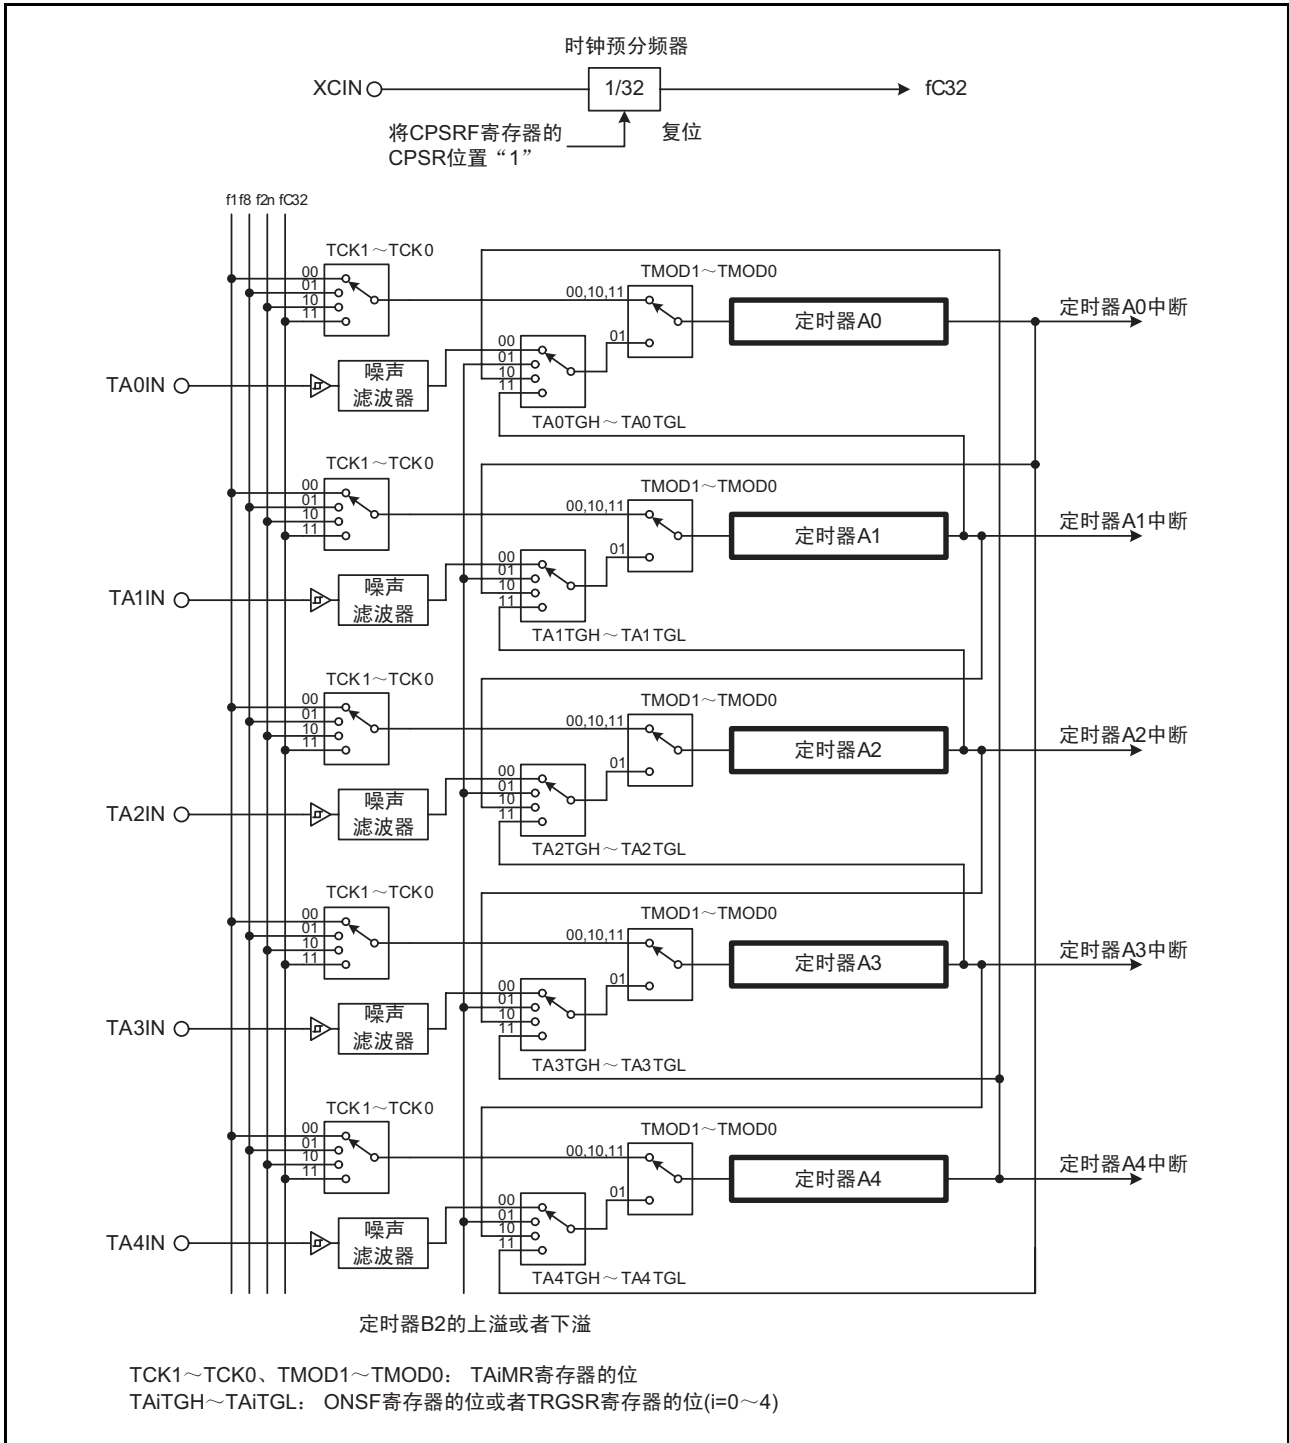 时钟预分频器
XCIN
1/32
fC32
将CPSRF寄存器的
CPSR位置“1”
复位
f1 f8 f2n fC32
TCK1～TCK0
00
01
10
11
TMOD1～TMOD0
00,10,11
01
定时器A0
定时器A0中断
00
01
10
11
TA0IN
噪声
滤波器
TA0TGH～TA0TGL
TCK1～TCK0
00
01
10
11
TMOD1～TMOD0
00,10,11
01
定时器A1
定时器A1中断
00
01
10
11
TA1IN
噪声
滤波器
TA1TGH～TA1TGL
TCK1～TCK0
00
01
10
11
TMOD1～TMOD0
00,10,11
01
定时器A2
定时器A2中断
00
01
10
11
TA2IN
噪声
滤波器
TA2TGH～TA2TGL
TCK1～TCK0
00
01
10
11
TMOD1～TMOD0
00,10,11
01
定时器A3
定时器A3中断
00
01
10
11
TA3IN
噪声
滤波器
TA3TGH～TA3TGL
TCK1～TCK0
00
01
10
11
TMOD1～TMOD0
00,10,11
01
定时器A4
定时器A4中断
00
01
10
11
TA4IN
噪声
滤波器
TA4TGH～TA4TGL
定时器B2的上溢或者下溢
TCK1～TCK0、TMOD1～TMOD0： TAiMR寄存器的位
TAiTGH～TAiTGL： ONSF寄存器的位或者TRGSR寄存器的位(i=0～4)